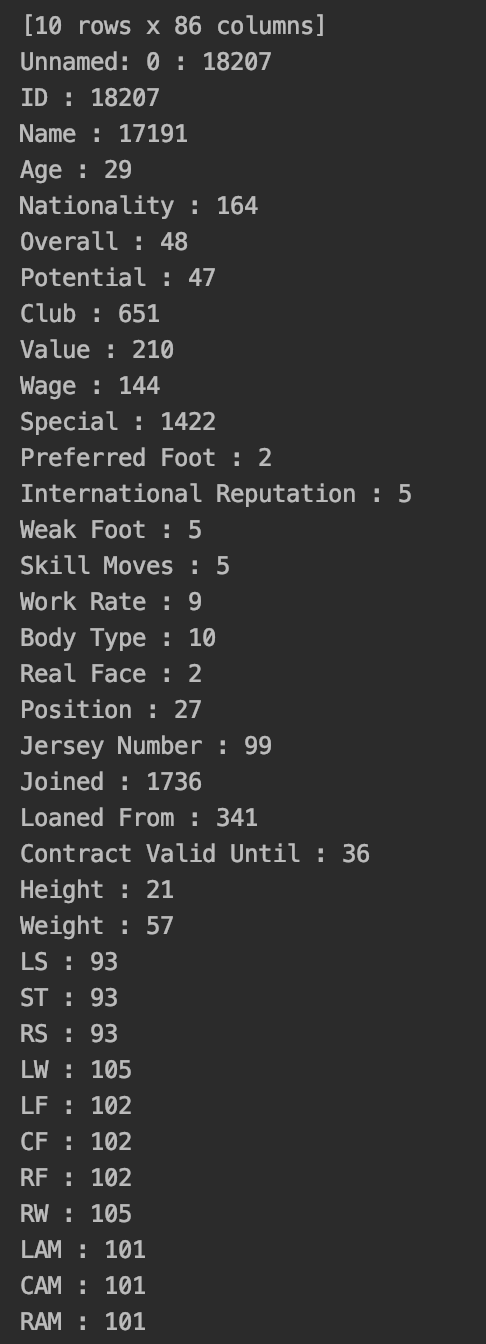 [10 rows x 86 columns]
Unnamed: 0 : 18207
ID : 18207
Name : 17191
Age : 29
Nationality : 164
Overall : 48
Potential : 47
Club : 651
Value : 210
Wage : 144
Special : 1422
Preferred Foot : 2
International Reputation : 5
Weak Foot : 5
Skill Moves : 5
Work Rate : 9
Body Type : 10
Real Face : 2
Position : 27
Jersey Number : 99
Joined : 1736
Loaned From : 341
Contract Valid Until : 36
Height : 21
Weight : 57
LS : 93
ST : 93
RS : 93
LW : 105
LF : 102
CF : 102
RF : 102
RW : 105
LAM : 101
CAM : 101
RAM : 101